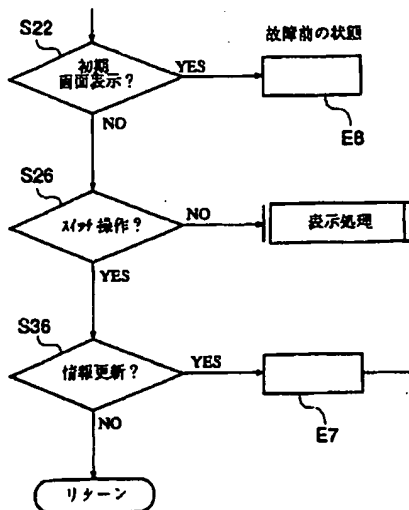 S22
故障前の状態
初期
画面表示?
YES
E8
NO
S26
スイッチ操作?
NO
表示処理
YES
S36
情報更新?
YES
E7
NO
リターン